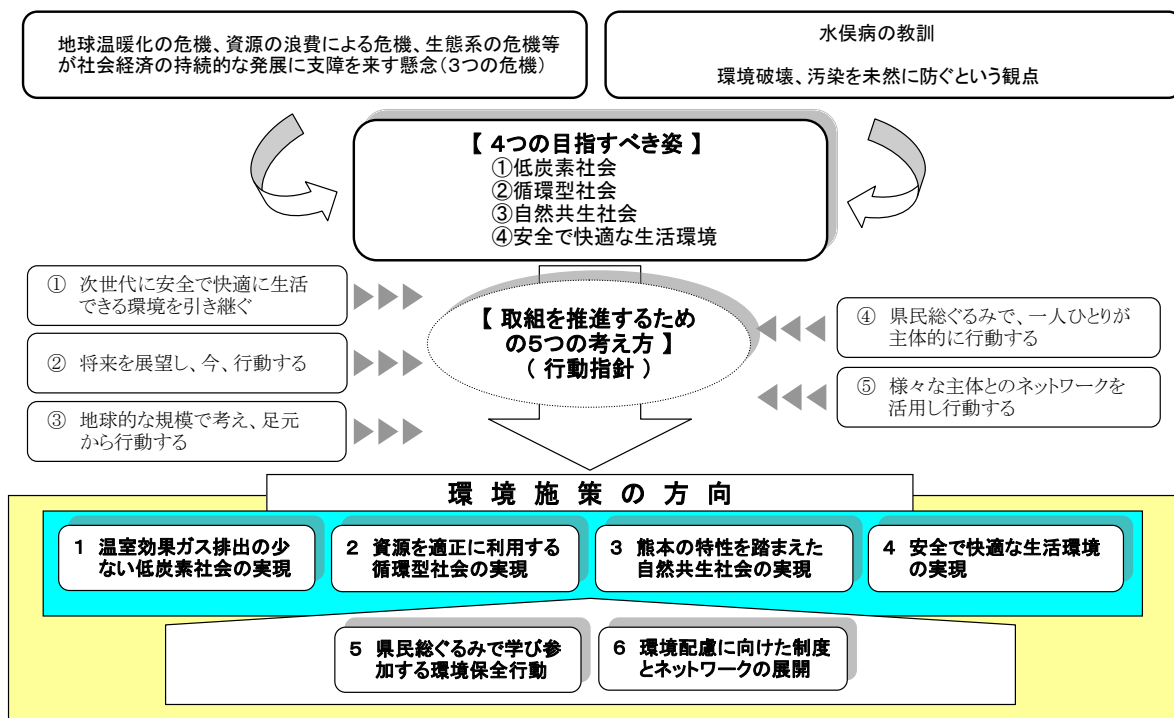 地球温暖化の危機、資源の浪費による危機、生態系の危機等
が社会経済の持続的な発展に支障を来す懸念(3つの危機)
水俣病の教訓
環境破壊、汚染を未然に防ぐという観点
【 4つの目指すべき姿 】
①低炭素社会
②循環型社会
③自然共生社会
④安全で快適な生活環境
① 次世代に安全で快適に生活
できる環境を引き継ぐ
② 将来を展望し、今、行動する
③ 地球的な規模で考え、足元
から行動する
【 取組を推進するため
の5つの考え方 】
( 行動指針 )
④ 県民総ぐるみで、一人ひとりが
主体的に行動する
⑤ 様々な主体とのネットワークを
活用し行動する
環 境 施 策 の 方 向
1 温室効果ガス排出の少
ない低炭素社会の実現
2 資源を適正に利用する
循環型社会の実現
3 熊本の特性を踏まえた
自然共生社会の実現
4 安全で快適な生活環境
の実現
5 県民総ぐるみで学び参
加する環境保全行動
6 環境配慮に向けた制度
とネットワークの展開